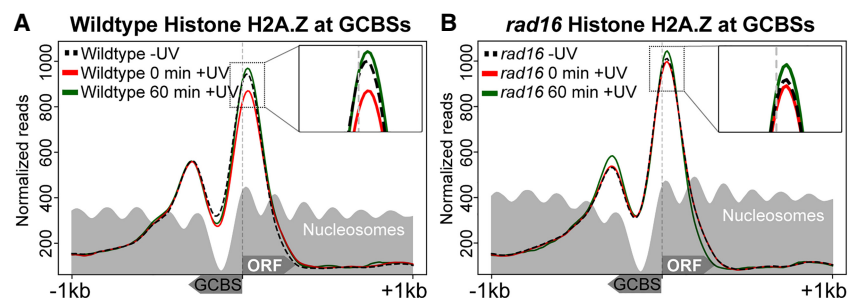 A Wildtype Histone H2A.Z at GCBSs
Normalized reads
1000
800
600
400
200
Wildtype -UV
Wildtype 0 min +UV
Wildtype 60 min +UV
Nucleosomes
ORF
GCBS
-1kb
+1kb
B rad16 Histone H2A.Z at GCBSs
Normalized reads
1000
800
600
400
200
rad16 -UV
rad16 0 min +UV
rad16 60 min +UV
Nucleosomes
ORF
GCBS
-1kb
+1kb